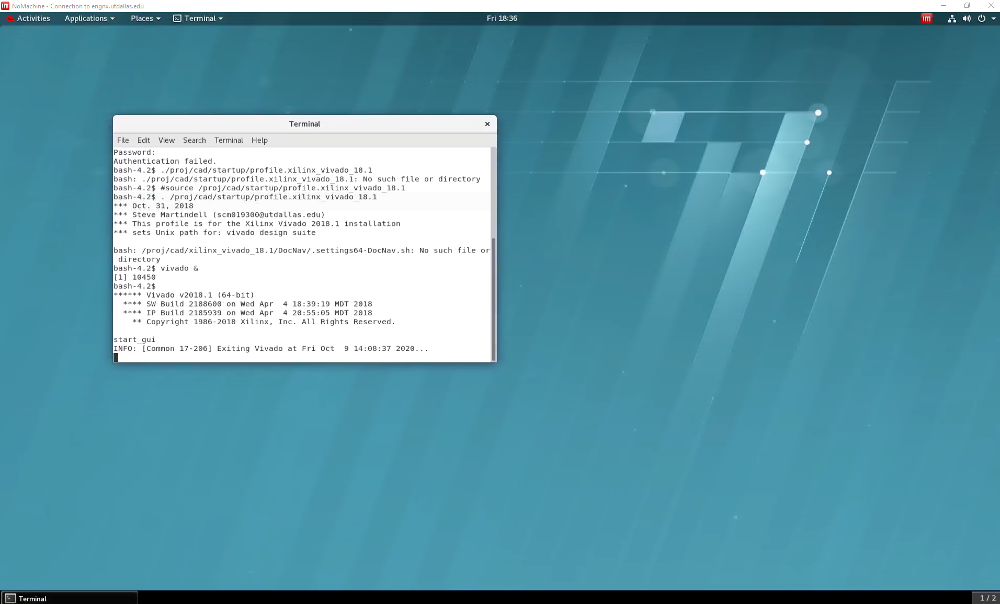 NoMachine - Connection to engnx.utdallas.edu
Activities Applications Places Terminal Fri 18:36 !m
Terminal
File Edit View Search Terminal Help
Password:
Authentication failed.
bash-4.2$ ./proj/cad/startup/profile.xilinx_vivado_18.1
bash: ./proj/cad/startup/profile.xilinx_vivado_18.1: No such file or directory
bash-4.2$ #source /proj/cad/startup/profile.xilinx_vivado_18.1
bash-4.2$ . /proj/cad/startup/profile.xilinx_vivado_18.1
*** Oct. 31, 2018
*** Steve Martindell (scm019300@utdallas.edu)
*** This profile is for the Xilinx Vivado 2018.1 installation
*** sets Unix path for: vivado design suite
bash: /proj/cad/xilinx_vivado_18.1/DocNav/.settings64-DocNav.sh: No such file or
directory
bash-4.2$ vivado &
[1] 10450
bash-4.2$
****** Vivado v2018.1 (64-bit)
**** SW Build 2188600 on Wed Apr  4 18:39:19 MDT 2018
**** IP Build 2185939 on Wed Apr  4 20:55:05 MDT 2018
** Copyright 1986-2018 Xilinx, Inc. All Rights Reserved.
start_gui
INFO: [Common 17-206] Exiting Vivado at Fri Oct  9 14:08:37 2020...
Terminal
1 / 2